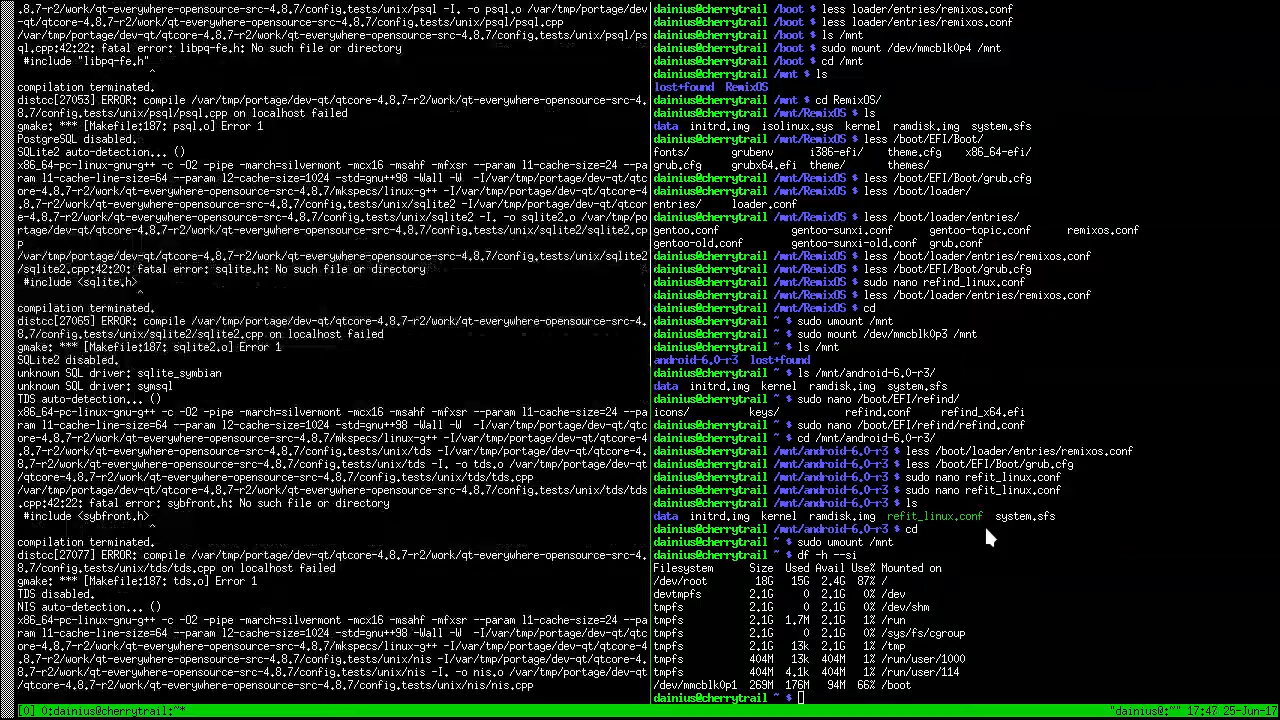 .8.7-r2/work/qt-everywhere-opensource-src-4.8.7/config.tests/unix/psql -I. -o psql.o /var/tmp/
portage/dev-qt/qtcore-4.8.7-r2/work/qt-everywhere-opensource-src-4.8.7/config.tests/unix/psql/psql.cpp
/var/tmp/portage/dev-qt/qtcore-4.8.7-r2/work/qt-everywhere-opensource-src-4.8.7/config.tests/unix/psql/ps
ql.cpp:42:22: fatal error: libpq-fe.h: No such file or directory
 #include "libpq-fe.h"
                      ^
compilation terminated.
distcc[27053] ERROR: compile /var/tmp/portage/dev-qt/qtcore-4.8.7-r2/work/qt-everywhere-opensource-src-4.
8.7/config.tests/unix/psql/psql.cpp on localhost failed
gmake: *** [Makefile:187: psql.o] Error 1
PostgreSQL disabled.
SQLite2 auto-detection... ()
x86_64-pc-linux-gnu-g++ -c -O2 -pipe -march=silvermont -mcx16 -msahf -mfxsr --param l1-cache-size=24 --pa
ram l1-cache-line-size=64 --param l2-cache-size=1024 -std=gnu++98 -Wall -W  -I/var/tmp/portage/dev-qt/qtc
ore-4.8.7-r2/work/qt-everywhere-opensource-src-4.8.7/mkspecs/linux-g++ -I/var/tmp/portage/dev-qt/qtcore-4
.8.7-r2/work/qt-everywhere-opensource-src-4.8.7/config.tests/unix/sqlite2 -I. -o sqlite2.o /var/tmp/portage/dev-qt/qtcor
e-4.8.7-r2/work/qt-everywhere-opensource-src-4.8.7/config.tests/unix/sqlite2/sqlite2.cp
p
/var/tmp/portage/dev-qt/qtcore-4.8.7-r2/work/qt-everywhere-opensource-src-4.8.7/config.tests/unix/sqlite2
/sqlite2.cpp:42:20: fatal error: sqlite.h: No such file or directory
 #include <sqlite.h>
                    ^
compilation terminated.
distcc[27065] ERROR: compile /var/tmp/portage/dev-qt/qtcore-4.8.7-r2/work/qt-everywhere-opensource-src-4.
8.7/config.tests/unix/sqlite2/sqlite2.cpp on localhost failed
gmake: *** [Makefile:187: sqlite2.o] Error 1
SQLite2 disabled.
unknown SQL driver: sqlite_symbian
unknown SQL driver: symsql
TDS auto-detection... ()
x86_64-pc-linux-gnu-g++ -c -O2 -pipe -march=silvermont -mcx16 -msahf -mfxsr --param l1-cache-size=24 --pa
ram l1-cache-line-size=64 --param l2-cache-size=1024 -std=gnu++98 -Wall -W  -I/var/tmp/portage/dev-qt/qtc
ore-4.8.7-r2/work/qt-everywhere-opensource-src-4.8.7/mkspecs/linux-g++ -I/var/tmp/portage/dev-qt/qtcore-4
.8.7-r2/work/qt-everywhere-opensource-src-4.8.7/config.tests/unix/tds -I. -o tds.o /var/tmp/portage/dev-qt
/qtcore-4.8.7-r2/work/qt-everywhere-opensource-src-4.8.7/config.tests/unix/tds/tds.cpp
/var/tmp/portage/dev-qt/qtcore-4.8.7-r2/work/qt-everywhere-opensource-src-4.8.7/config.tests/unix/tds/tds
.cpp:42:22: fatal error: sybfront.h: No such file or directory
 #include <sybfront.h>
                      ^
compilation terminated.
distcc[27077] ERROR: compile /var/tmp/portage/dev-qt/qtcore-4.8.7-r2/work/qt-everywhere-opensource-src-4.
8.7/config.tests/unix/tds/tds.cpp on localhost failed
gmake: *** [Makefile:187: tds.o] Error 1
TDS disabled.
NIS auto-detection... ()
x86_64-pc-linux-gnu-g++ -c -O2 -pipe -march=silvermont -mcx16 -msahf -mfxsr --param l1-cache-size=24 --pa
ram l1-cache-line-size=64 --param l2-cache-size=1024 -std=gnu++98 -Wall -W  -I/var/tmp/portage/dev-qt/qtc
ore-4.8.7-r2/work/qt-everywhere-opensource-src-4.8.7/mkspecs/linux-g++ -I/var/tmp/portage/dev-qt/qtcore-4
.8.7-r2/work/qt-everywhere-opensource-src-4.8.7/config.tests/unix/nis -I. -o nis.o /var/tmp/portage/dev-qt
/qtcore-4.8.7-r2/work/qt-everywhere-opensource-src-4.8.7/config.tests/unix/nis/nis.cpp
dainius@cherrytrail /boot $ less loader/entries/remixos.conf
dainius@cherrytrail /boot $ less loader/entries/remixos.conf
dainius@cherrytrail /boot $ ls /mnt
dainius@cherrytrail /boot $ sudo mount /dev/mmcblk0p4 /mnt
dainius@cherrytrail /boot $ cd /mnt
dainius@cherrytrail /mnt $ ls
lost+found  RemixOS
dainius@cherrytrail /mnt $ cd RemixOS/
dainius@cherrytrail /mnt/RemixOS $ ls
data  initrd.img  isolinux.sys  kernel  ramdisk.img  system.sfs
dainius@cherrytrail /mnt/RemixOS $ less /boot/EFI/Boot/
fonts/       grubenv      i386-efi/    theme.cfg    x86_64-efi/
grub.cfg     grubx64.efi  theme/       themes/
dainius@cherrytrail /mnt/RemixOS $ less /boot/EFI/Boot/grub.cfg
dainius@cherrytrail /mnt/RemixOS $ less /boot/loader/
entries/     loader.conf
dainius@cherrytrail /mnt/RemixOS $ less /boot/loader/entries/
gentoo.conf            gentoo-sunxi.conf      gentoo-topic.conf      remixos.conf
gentoo-old.conf        gentoo-sunxi-old.conf  grub.conf
dainius@cherrytrail /mnt/RemixOS $ less /boot/loader/entries/remixos.conf
dainius@cherrytrail /mnt/RemixOS $ less /boot/EFI/Boot/grub.cfg
dainius@cherrytrail /mnt/RemixOS $ sudo nano refind_linux.conf
dainius@cherrytrail /mnt/RemixOS $ less /boot/loader/entries/remixos.conf
dainius@cherrytrail /mnt/RemixOS $ cd
dainius@cherrytrail ~ $ sudo umount /mnt
dainius@cherrytrail ~ $ sudo mount /dev/mmcblk0p3 /mnt
dainius@cherrytrail ~ $ ls /mnt
android-6.0-r3  lost+found
dainius@cherrytrail ~ $ ls /mnt/android-6.0-r3/
data  initrd.img  kernel  ramdisk.img  system.sfs
dainius@cherrytrail ~ $ sudo nano /boot/EFI/refind/
icons/          keys/           refind.conf     refind_x64.efi
dainius@cherrytrail ~ $ sudo nano /boot/EFI/refind/refind.conf
dainius@cherrytrail ~ $ cd /mnt/android-6.0-r3/
dainius@cherrytrail /mnt/android-6.0-r3 $ less /boot/loader/entries/remixos.conf
dainius@cherrytrail /mnt/android-6.0-r3 $ less /boot/EFI/Boot/grub.cfg
dainius@cherrytrail /mnt/android-6.0-r3 $ sudo nano refit_linux.conf
dainius@cherrytrail /mnt/android-6.0-r3 $ sudo nano refit_linux.conf
dainius@cherrytrail /mnt/android-6.0-r3 $ ls
data  initrd.img  kernel  ramdisk.img  refit_linux.conf  system.sfs
dainius@cherrytrail /mnt/android-6.0-r3 $ cd
dainius@cherrytrail ~ $ sudo umount /mnt
dainius@cherrytrail ~ $ df -h --si
Filesystem      Size  Used Avail Use% Mounted on
/dev/root        18G   15G  2.4G  87% /
devtmpfs        2.1G     0  2.1G   0% /dev
tmpfs           2.1G     0  2.1G   0% /dev/shm
tmpfs           2.1G  1.7M  2.1G   1% /run
tmpfs           2.1G     0  2.1G   0% /sys/fs/cgroup
tmpfs           2.1G   13k  2.1G   1% /tmp
tmpfs           404M   13k  404M   1% /run/user/1000
tmpfs           404M  4.1k  404M   1% /run/user/114
/dev/mmcblk0p1  269M  176M   94M  66% /boot
dainius@cherrytrail ~ $
[0] 0:dainius@cherrytrail:~*    "dainius@:~" 17:47 25-Jun-17